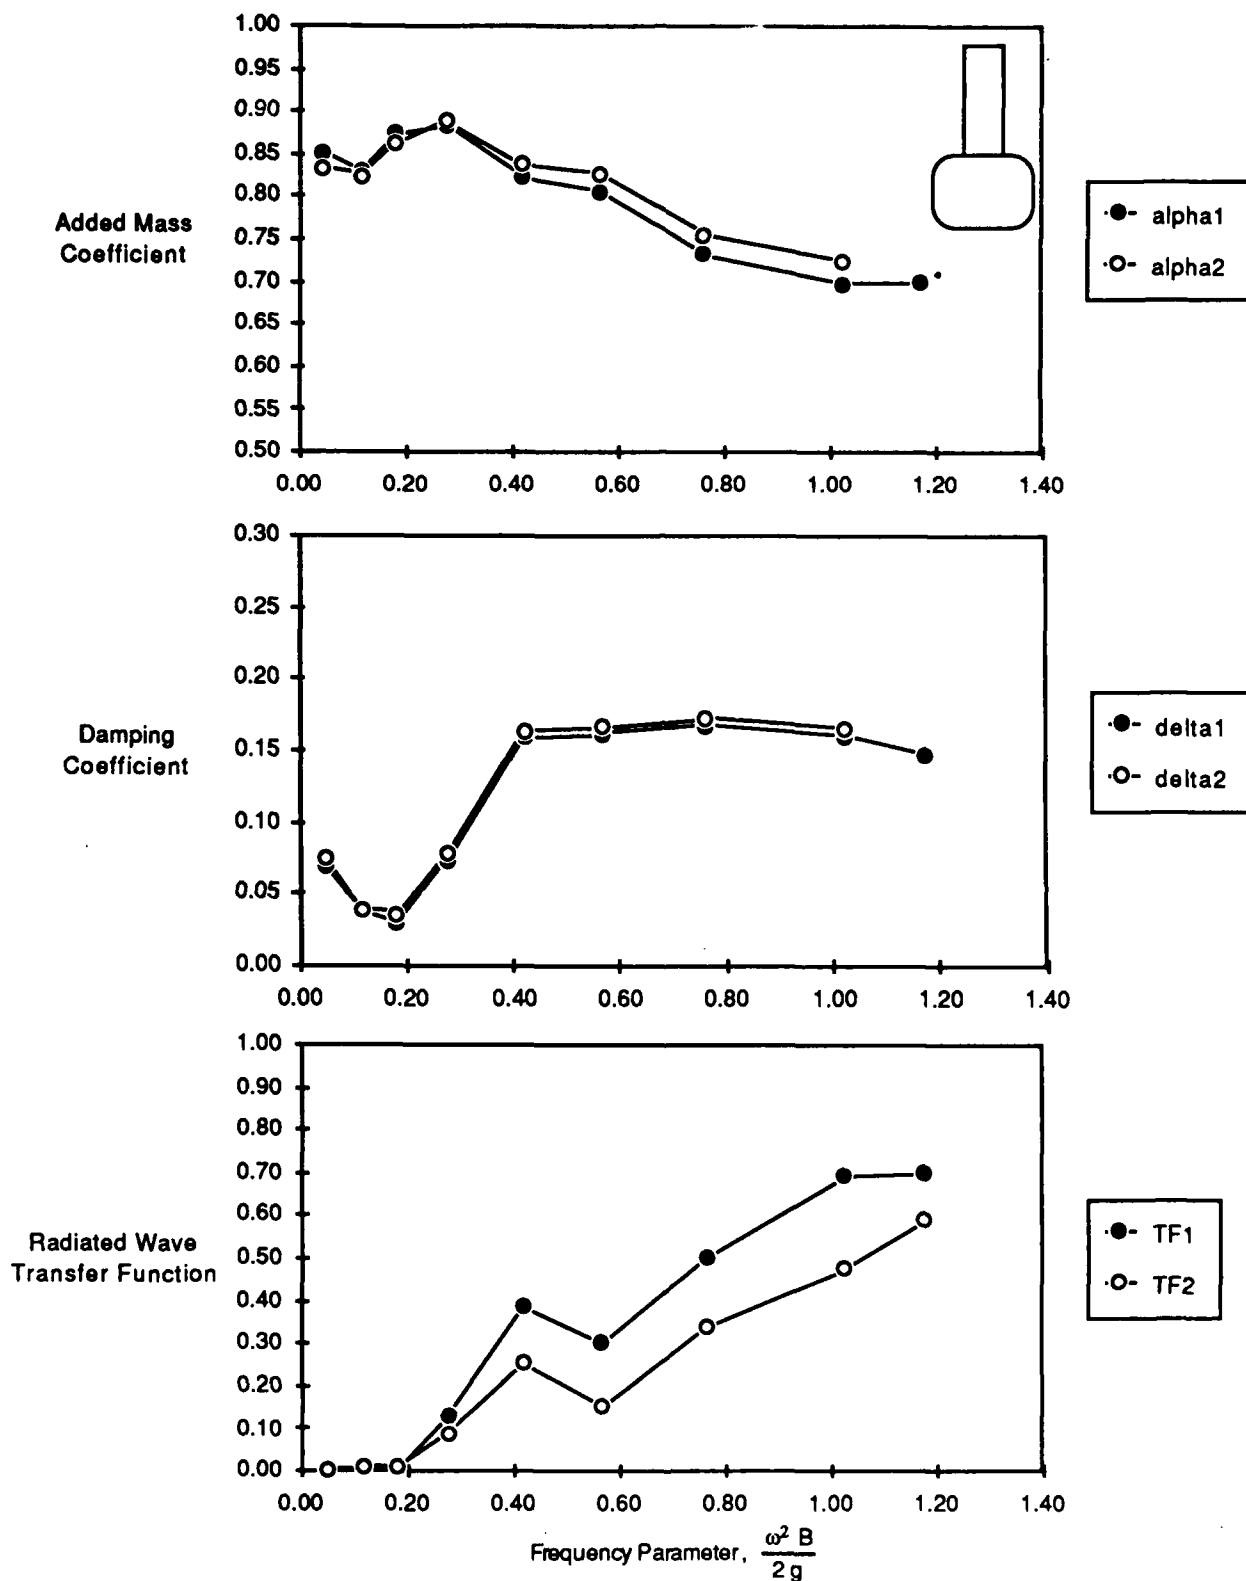 1.00
0.95
0.90
0.85
0.80
0.75
0.70
0.65
0.60
0.55
0.50
Added Mass
Coefficient
0.00 0.20 0.40 0.60 0.80 1.00 1.20 1.40
alpha1
alpha2
0.30
0.25
0.20
0.15
0.10
0.05
0.00
Damping
Coefficient
0.00 0.20 0.40 0.60 0.80 1.00 1.20 1.40
delta1
delta2
1.00
0.90
0.80
0.70
0.60
0.50
0.40
0.30
0.20
0.10
0.00
Radiated Wave
Transfer Function
0.00 0.20 0.40 0.60 0.80 1.00 1.20 1.40
TF1
TF2
Frequency Parameter, ω² B
2 g